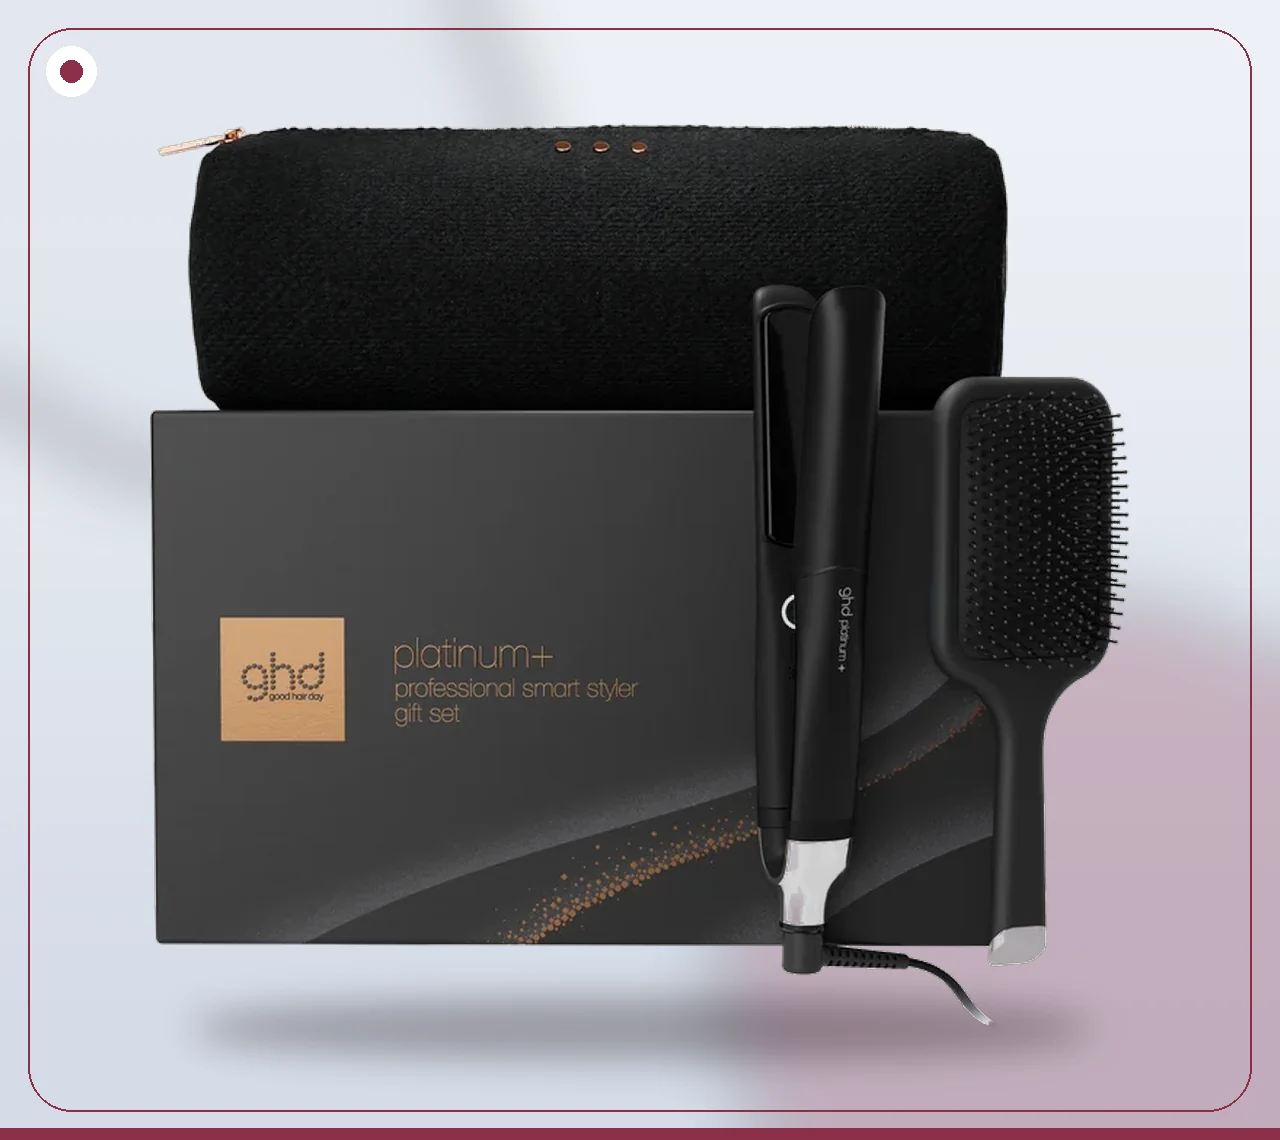 ghd
good hair day
platinum+
professional smart styler
gift set
ghd platinum+